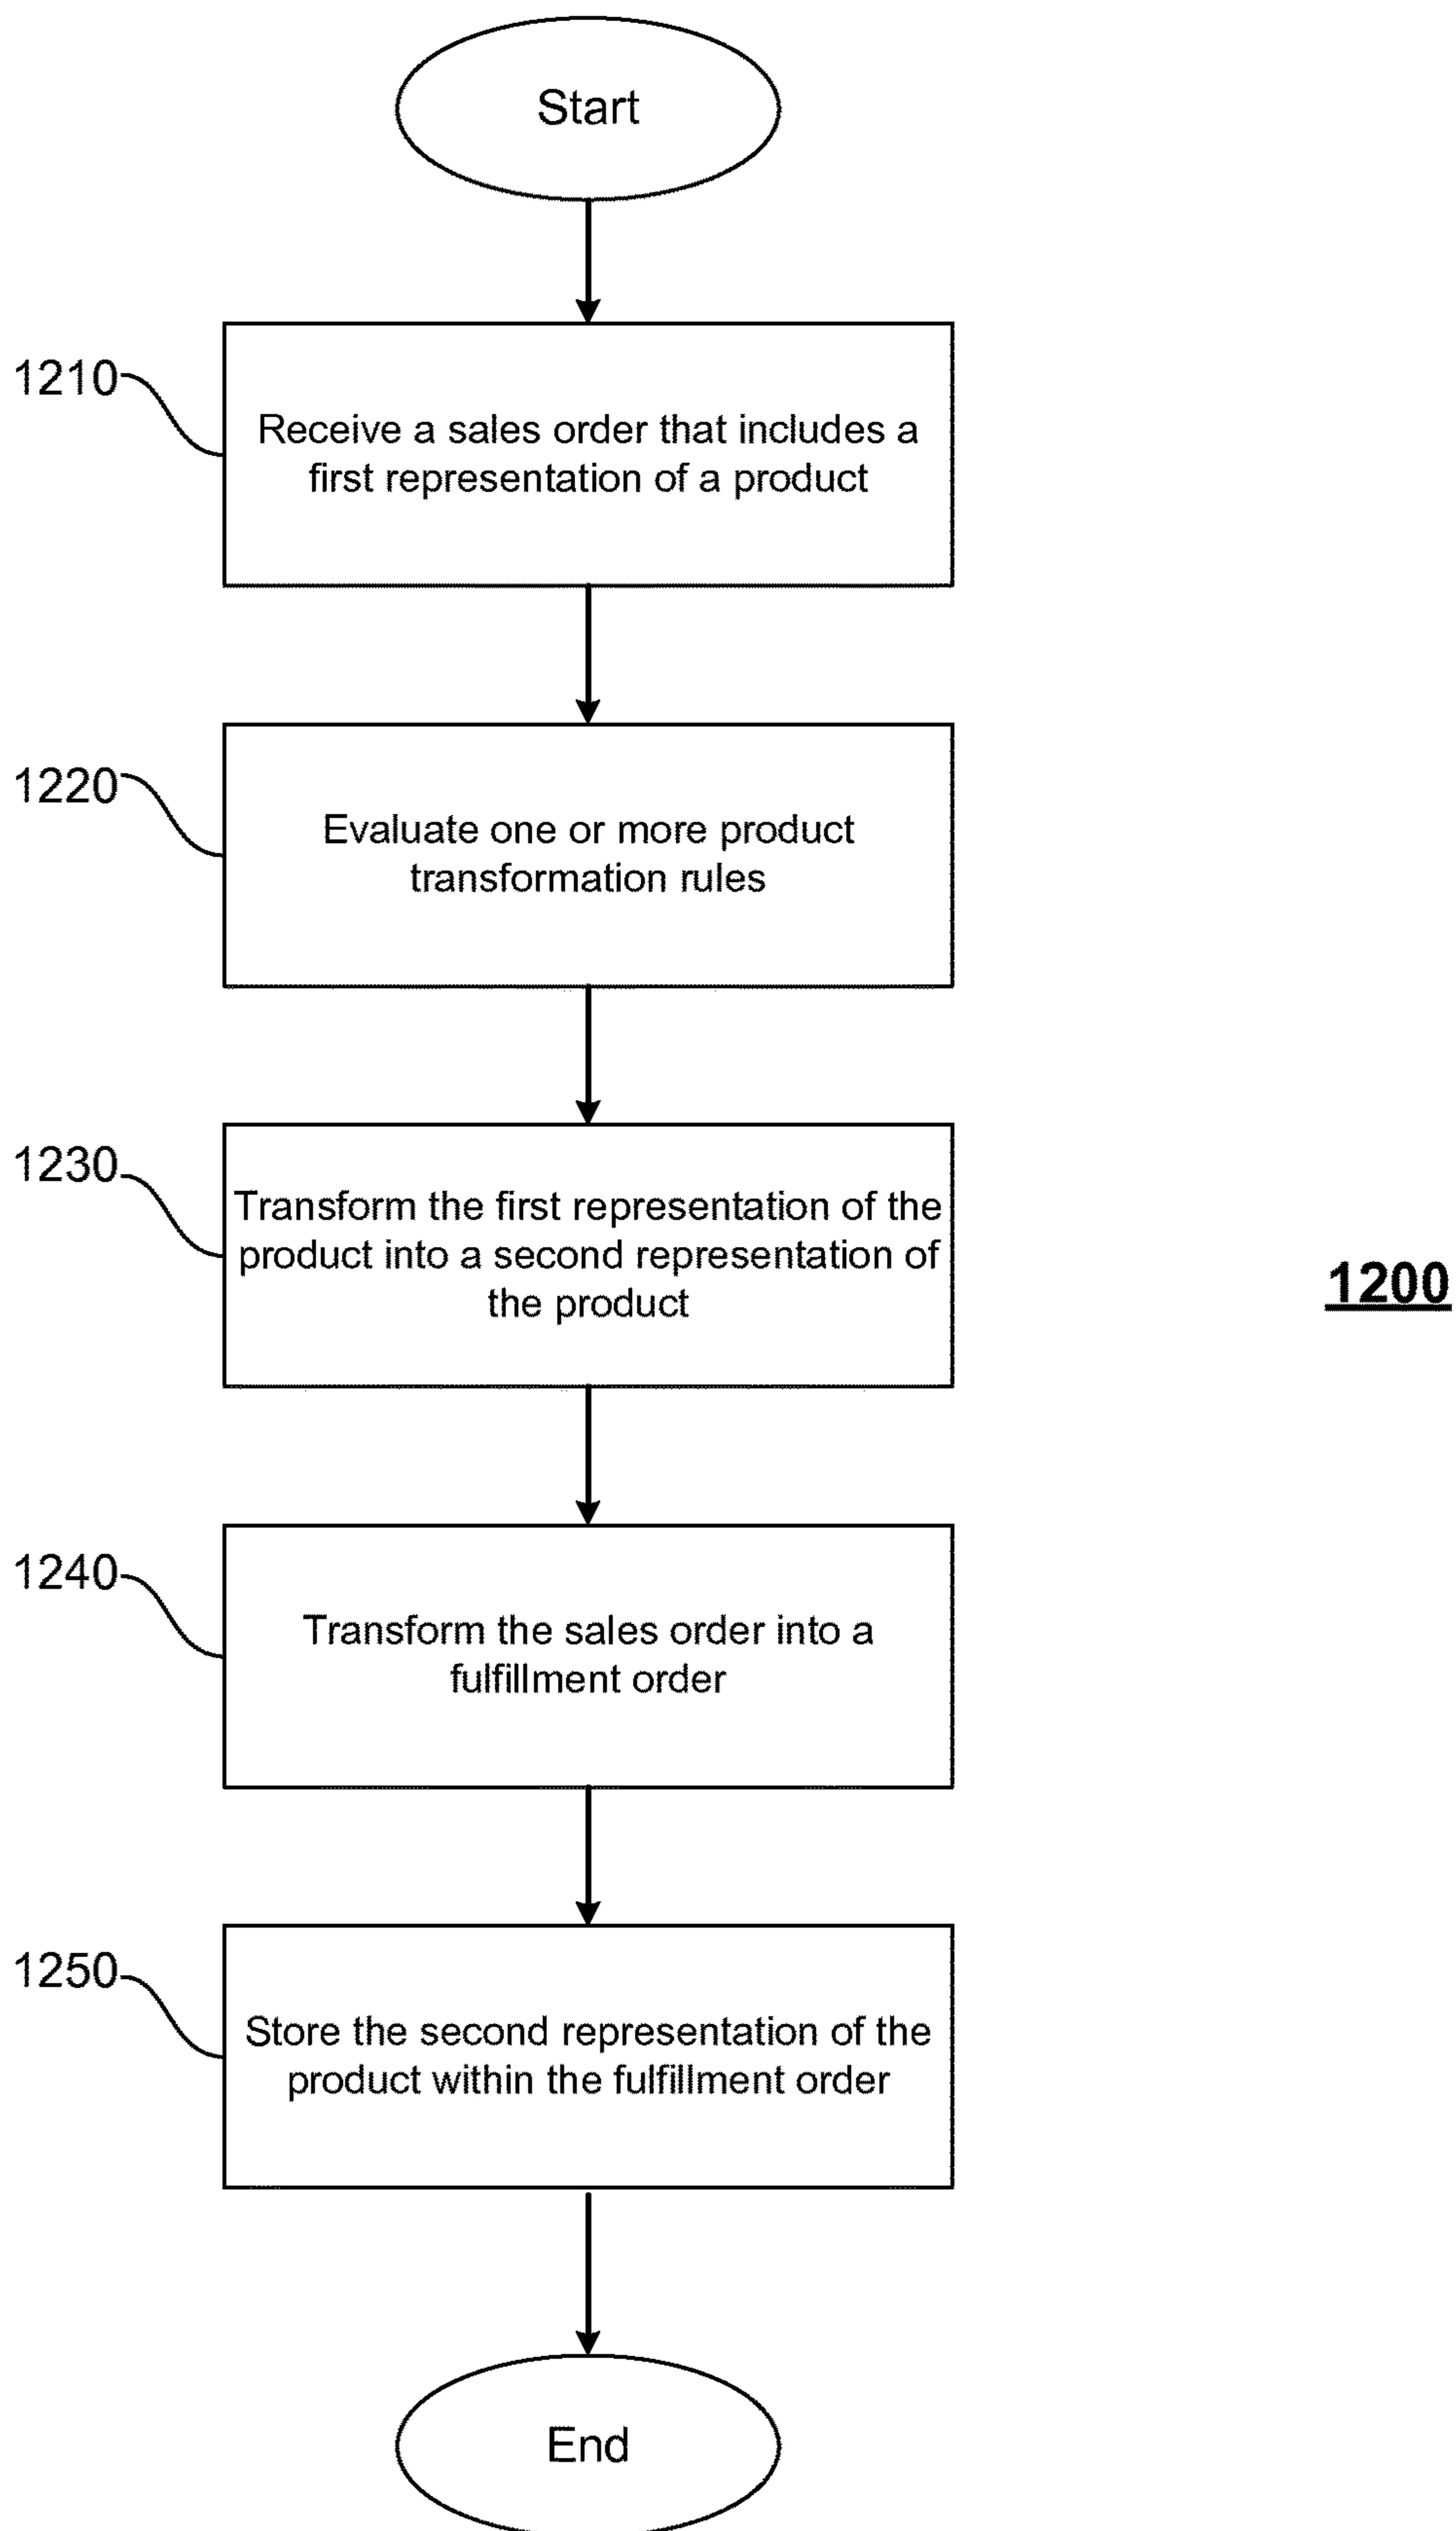 Start
1210
Receive a sales order that includes a
first representation of a product
1220
Evaluate one or more product
transformation rules
1230
Transform the first representation of the
product into a second representation of
the product
1200
1240
Transform the sales order into a
fulfillment order
1250
Store the second representation of the
product within the fulfillment order
End